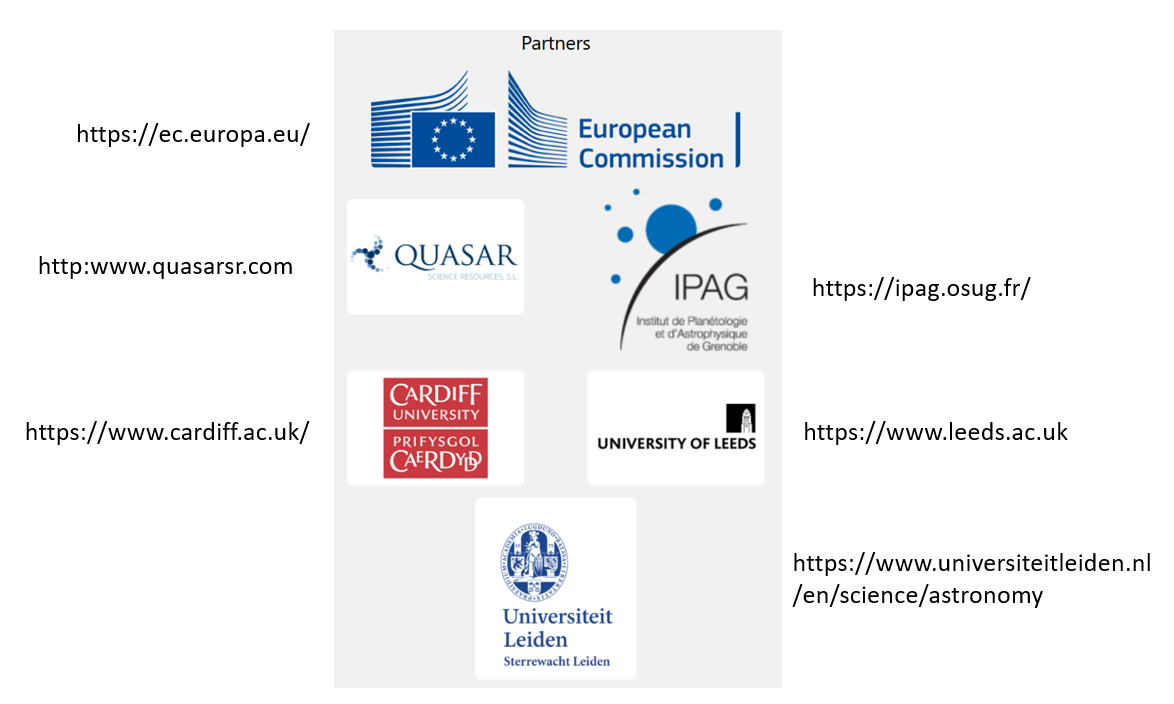 Partners
https://ec.europa.eu/
European
Commission
http:www.quasarsr.com
QUASAR
SCIENCE RESOURCES, S.L.
IPAG
Institut de Planétologie
et d'Astrophysique
de Grenoble
https://ipag.osug.fr/
https://www.cardiff.ac.uk/
CARDIFF
UNIVERSITY
PRIFYSGOL
CAERDYDD
UNIVERSITY OF LEEDS
https://www.leeds.ac.uk
Universiteit
Leiden
Sterrewacht Leiden
https://www.universiteitleiden.nl
/en/science/astronomy